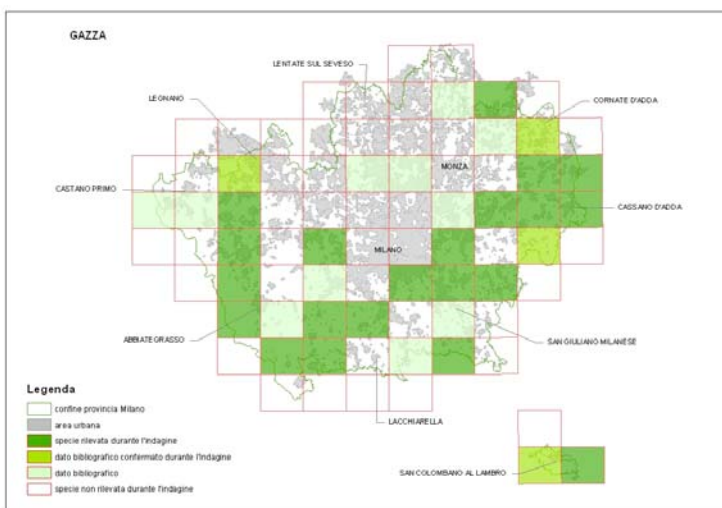 GAZZA
LENTATE SUL SEVESO
LEGNANO
CORNATE D'ADDA
MONZA
CASTANO PRIMO
CASSANO D'ADDA
MILANO
ABBIATEGRASSO
SAN GIULIANO MILANESE
LACCHIARELLA
Legenda
confine provincia Milano
area urbana
specie rilevata durante l'indagine
dato bibliografico confermato durante l'indagine
dato bibliografico
specie non rilevata durante l'indagine
SAN COLOMBANO AL LAMBRO